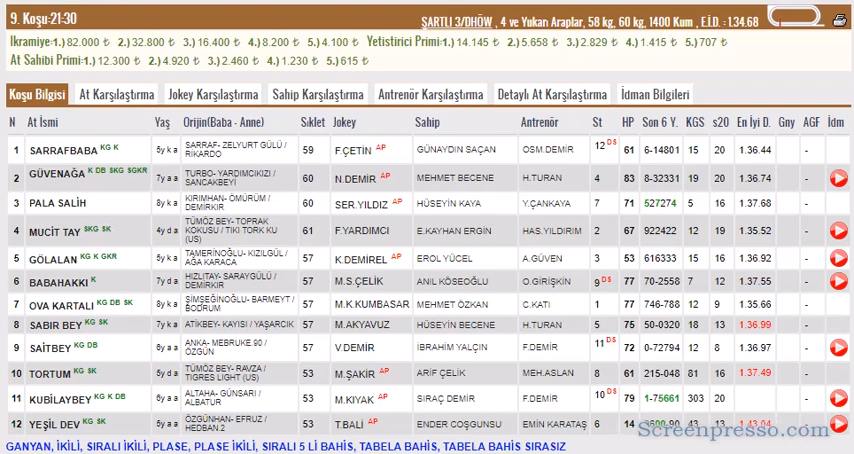 9. Koşu:21-30
ŞARTLI 3/DHÖW , 4 ve Yukarı Araplar, 58 kg, 60 kg, 1400 Kum , E.İ.D. :1.34.68
Ikramiye:1.) 82.000 ₺ 2.) 32.800 ₺ 3.) 16.400 ₺ 4.) 8.200 ₺ 5.) 4.100 ₺ Yetistirici Primi:1.) 14.145 ₺ 2.) 5.658 ₺ 3.) 2.829 ₺ 4.) 1.415 ₺ 5.) 707 ₺
At Sahibi Primi:1.) 12.300 ₺ 2.) 4.920 ₺ 3.) 2.460 ₺ 4.) 1.230 ₺ 5.) 615 ₺
Koşu Bilgisi At Karşılaştırma Jokey Karşılaştırma Sahip Karşılaştırma Antrenör Karşılaştırma Detaylı At Karşılaştırma İdman Bilgileri
N At İsmi Yaş Orijin(Baba - Anne) Sıklet Jokey Sahip Antrenör St HP Son 6 Y. KGS s20 En İyi D. Gny AGF İdm
1 SARRAFBABA KG K 5y k a SARRAF- ZELYURT GÜLÜ / RİKARDO 59 F.ÇETİN AP GÜNAYDIN SAÇAN OSM.DEMİR 12 DS 61 6-14801 15 20 1.36.44 -
2 GÜVENAĞA K DB SKG SGKR 7y a a TURBO- YARDIMCIKIZI / SANCAKBEYİ 60 N.DEMİR AP MEHMET BECENE H.TURAN 4 83 8-32331 19 20 1.36.74 -
3 PALA SALİH 8y k a KIRIMHAN- ÖMÜRÜM / DEMİRKIR 60 SER.YILDIZ AP HÜSEYİN KAYA Y.ÇANKAYA 7 71 527274 5 16 1.37.68 -
4 MUCİT TAY SKG SK 4y d a TÜMÖZ BEY- TOPRAK KOKUSU / TIKI TORK KU (US) 61 F.YARDIMCI E.KAYHAN ERGİN HAS.YILDIRIM 2 67 922422 12 19 1.35.52 -
5 GÖLALAN KG K GKR 5y k a TAMERİNOĞLU- KIZILGÜL / AĞA KARACA 57 K.DEMİREL AP EROL YÜCEL A.GÜVEN 3 53 616333 15 16 1.36.92 -
6 BABAHAKKI K 7y d a HIZLITAY- SARAYGÜLÜ / DEMİRKIR 57 M.S.ÇELİK ANIL KÖSEOĞLU O.GİRİŞKİN 9 DS 77 70-2558 7 12 1.37.55 -
7 OVA KARTALI KG DB SK 8y k a ŞİMŞEĞİNOĞLU- BARMEYT / BODRUM 57 M.K.KUMBASAR MEHMET ÖZKAN C.KATI 1 77 746-788 12 9 1.35.66 -
8 SABIR BEY KG SK 7y k a ATİKBEY- KAYISI / YAŞARCIK 57 M.AKYAVUZ HÜSEYİN BECENE H.TURAN 5 75 50-0320 18 13 1.36.99 -
9 SAİTBEY KG DB 6y a a ANKA- MEBRUKE.90 / ÖZGÜN 57 V.DEMİR İBRAHİM YALÇIN F.DEMİR 11 DS 72 0-72794 12 8 1.36.97 -
10 TORTUM KG SK 5y d a TÜMÖZ BEY- RAVZA / TIGRES LIGHT (US) 53 M.ŞAKİR AP ARİF ÇELİK MEH.ASLAN 8 61 215-048 81 16 1.37.49 -
11 KUBİLAYBEY KG K DB 6y a a ALTAHA- GÜNSARI / ALBATUR 53 M.KIYAK AP SIRAÇ DEMİR F.DEMİR 10 DS 79 1-75661 303 20 -
12 YEŞİL DEV KG SK 7y a a ÖZGÜNHAN- EFRUZ / HEDBAN.2 53 T.BALİ AP ENDER COŞGUNSU EMİN KARATAŞ 6 14 3600-90 43 13 1.43.04 -
Screenpresso.com
GANYAN, İKİLİ, SIRALI İKİLİ, PLASE, PLASE İKİLİ, SIRALI 5 Lİ BAHİS, TABELA BAHİS, TABELA BAHİS SIRASIZ